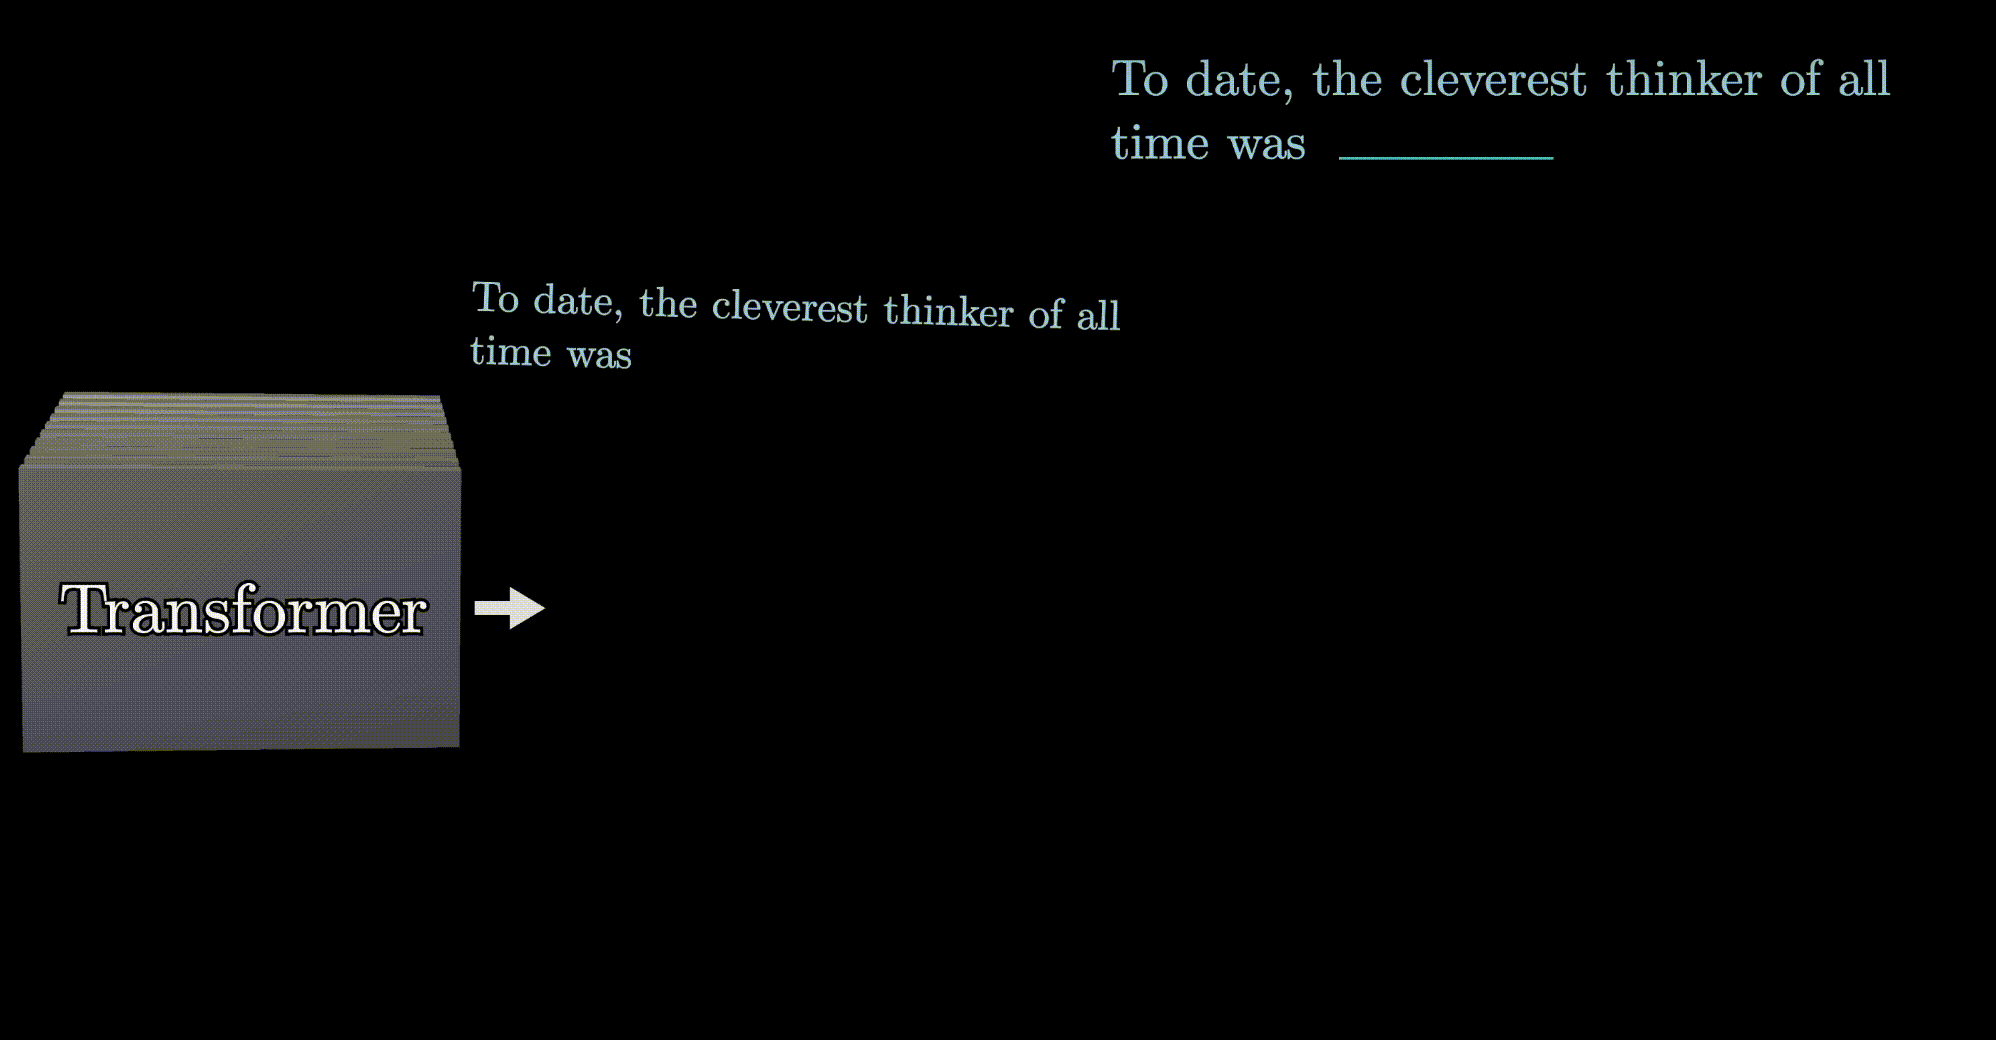 To date, the cleverest thinker of all
time was ________
To date, the cleverest thinker of all
time was
Transformer